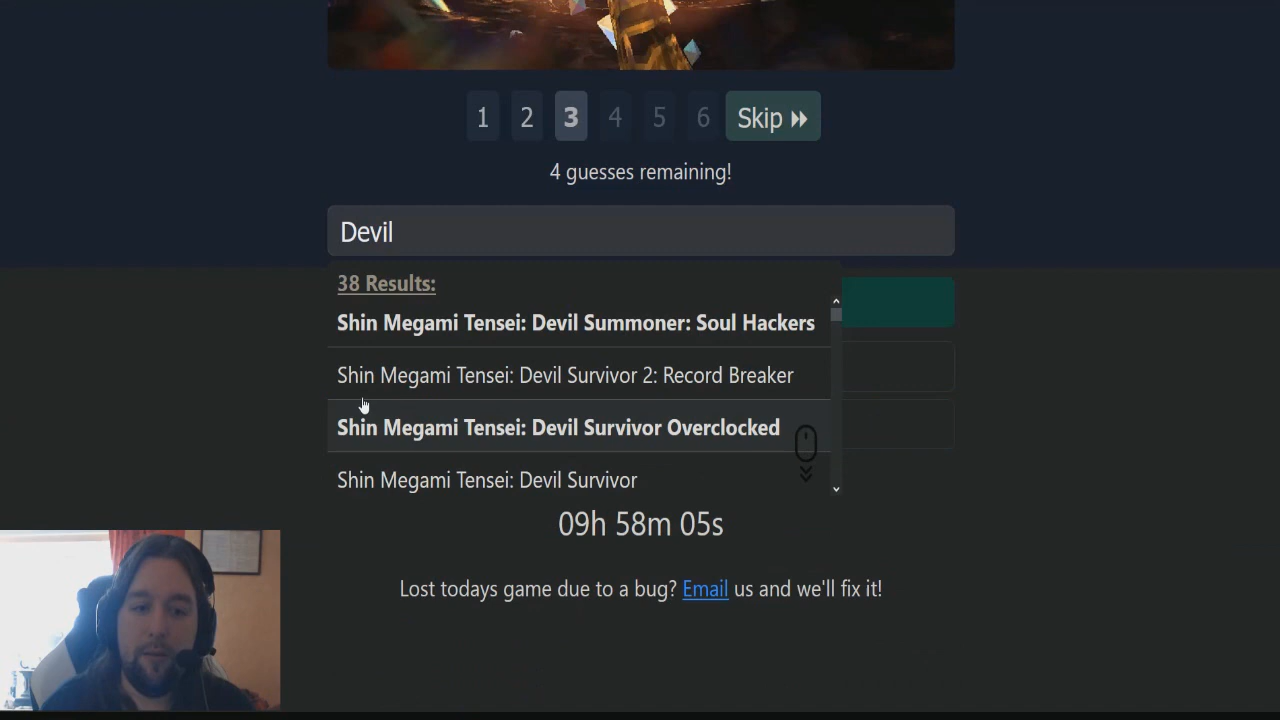 1 2 3 4 5 6 Skip
4 guesses remaining!
Devil
38 Results:
Shin Megami Tensei: Devil Summoner: Soul Hackers
Shin Megami Tensei: Devil Survivor 2: Record Breaker
Shin Megami Tensei: Devil Survivor Overclocked
Shin Megami Tensei: Devil Survivor
09h 58m 05s
Lost todays game due to a bug? Email us and we'll fix it!